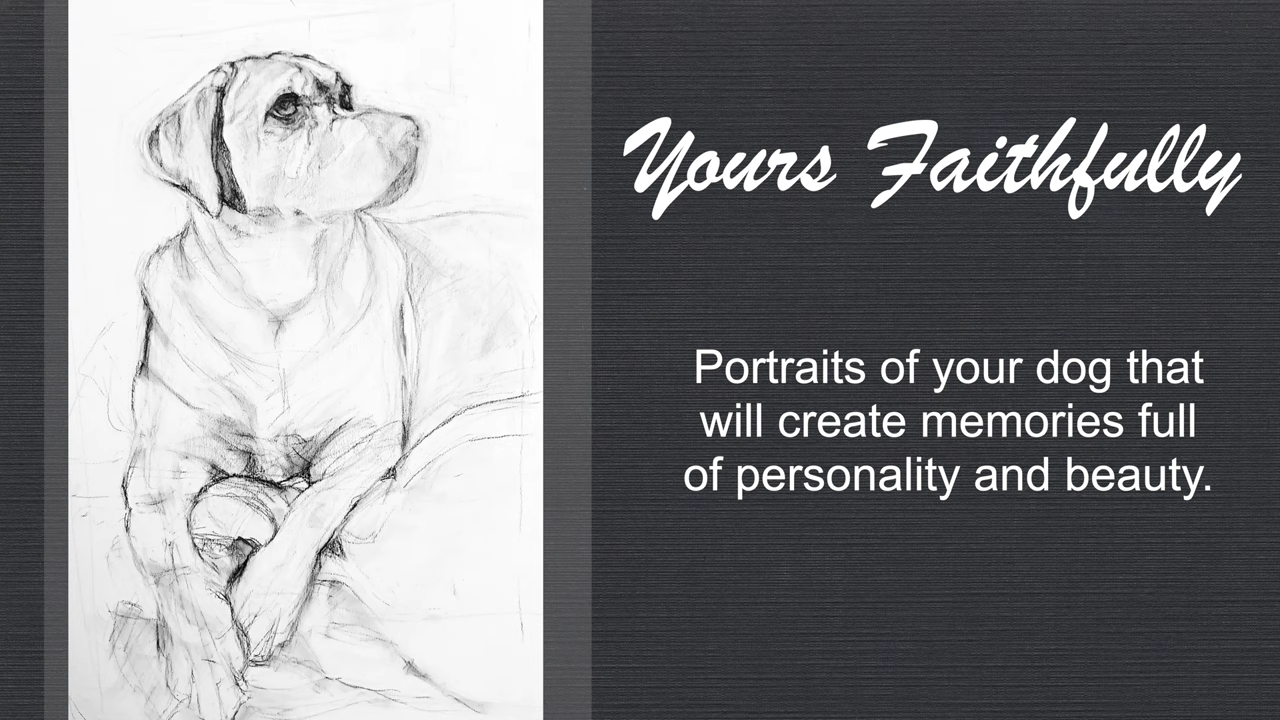 Yours Faithfully
Portraits of your dog that
will create memories full
of personality and beauty.